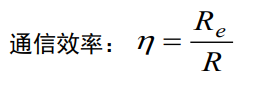 通信效率： η = R_e / R